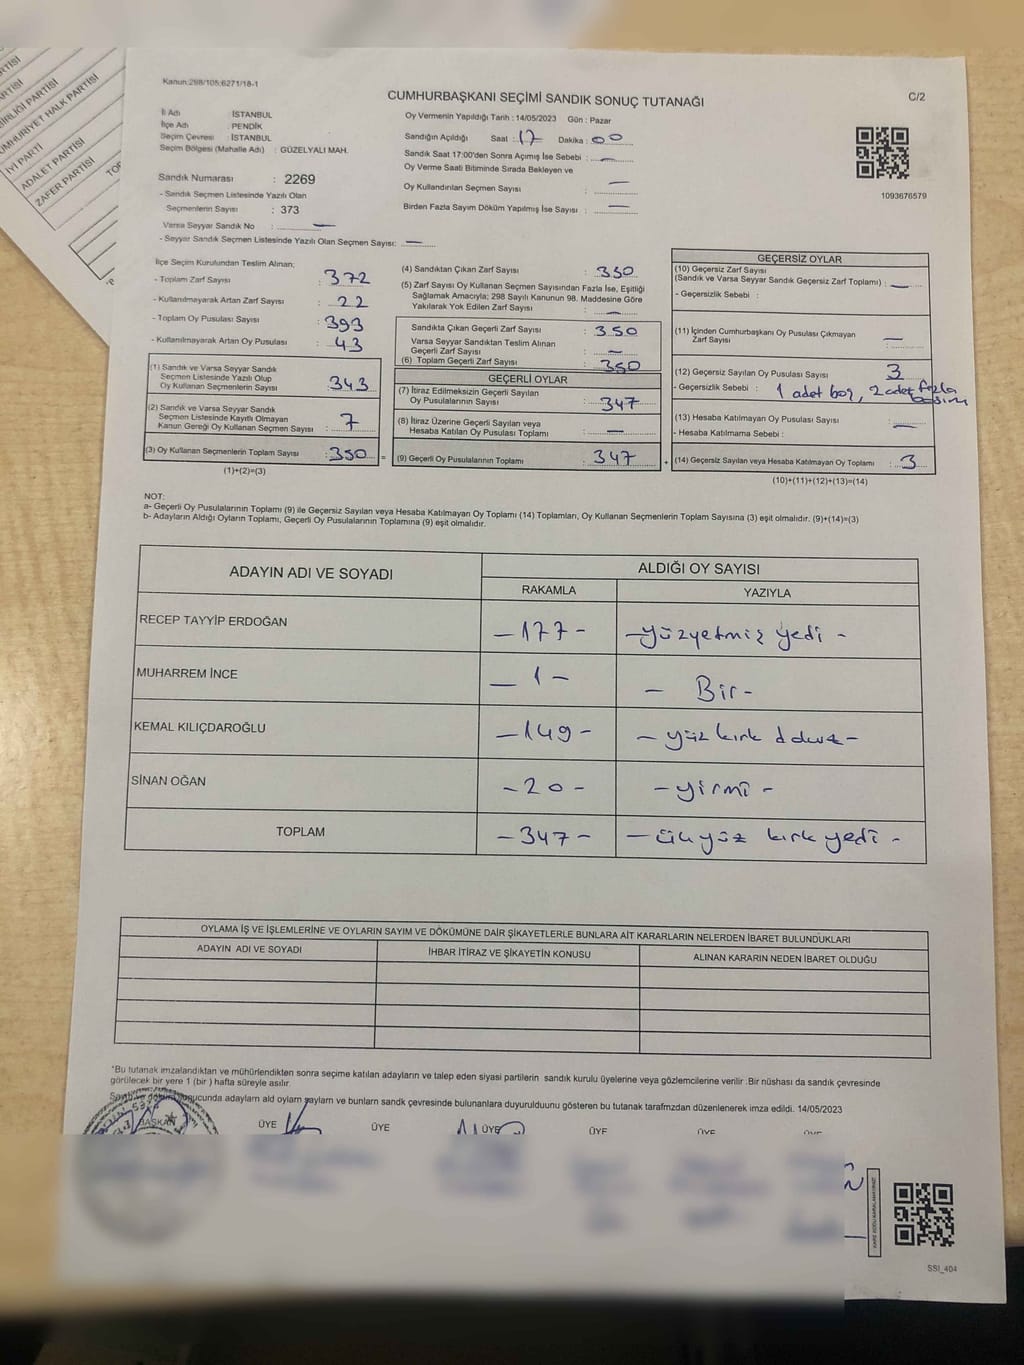 RTİSİ
RTİSİ
BİRLİĞİ PARTİSİ
CUMHURİYET HALK PARTİSİ
İYİ PARTİ
ADALET PARTİSİ
ZAFER PARTİSİ
Kanun:298/105;6271/18-1
CUMHURBAŞKANI SEÇİMİ SANDIK SONUÇ TUTANAĞI
C/2
İl Adı : İSTANBUL
İlçe Adı : PENDİK
Seçim Çevresi : İSTANBUL
Seçim Bölgesi (Mahalle Adı) : GÜZELYALI MAH.
Sandık Numarası : 2269
- Sandık Seçmen Listesinde Yazılı Olan
Seçmenlerin Sayısı : 373
Varsa Seyyar Sandık No : —
- Seyyar Sandık Seçmen Listesinde Yazılı Olan Seçmen Sayısı: —
Oy Vermenin Yapıldığı Tarih : 14/05/2023 Gün : Pazar
Sandığın Açıldığı Saat : 17 Dakika : 00
Sandık Saat 17:00'den Sonra Açımış İse Sebebi : —
Oy Verme Saati Bitiminde Sırada Bekleyen ve
Oy Kullandırılan Seçmen Sayısı : —
Birden Fazla Sayım Döküm Yapılmış İse Sayısı : —
1093676579
İlçe Seçim Kurulundan Teslim Alınan;
- Toplam Zarf Sayısı : 372
- Kullanılmayarak Artan Zarf Sayısı : 22
- Toplam Oy Pusulası Sayısı : 393
- Kullanılmayarak Artan Oy Pusulası : 43
(1) Sandık ve Varsa Seyyar Sandık
Seçmen Listesinde Yazılı Olup
Oy Kullanan Seçmenlerin Sayısı : 343
(2) Sandık ve Varsa Seyyar Sandık
Seçmen Listesinde Kayıtlı Olmayan
Kanun Gereği Oy Kullanan Seçmen Sayısı : 7
(3) Oy Kullanan Seçmenlerin Toplam Sayısı : 350 =
(1)+(2)=(3)
(4) Sandıktan Çıkan Zarf Sayısı : 350
(5) Zarf Sayısı Oy Kullanan Seçmen Sayısından Fazla İse, Eşitliği
Sağlamak Amacıyla; 298 Sayılı Kanunun 98. Maddesine Göre
Yakılarak Yok Edilen Zarf Sayısı : —
Sandıkta Çıkan Geçerli Zarf Sayısı : 350
Varsa Seyyar Sandıktan Teslim Alınan
Geçerli Zarf Sayısı : —
(6) Toplam Geçerli Zarf Sayısı : 350
GEÇERLİ OYLAR
(7) İtiraz Edilmeksizin Geçerli Sayılan
Oy Pusulalarının Sayısı : 347
(8) İtiraz Üzerine Geçerli Sayılan veya
Hesaba Katılan Oy Pusulası Toplamı : —
(9) Geçerli Oy Pusulalarının Toplamı : 347 +
GEÇERSİZ OYLAR
(10) Geçersiz Zarf Sayısı
(Sandık ve Varsa Seyyar Sandık Geçersiz Zarf Toplamı) : —
- Geçersizlik Sebebi :
(11) İçinden Cumhurbaşkanı Oy Pusulası Çıkmayan
Zarf Sayısı : —
(12) Geçersiz Sayılan Oy Pusulası Sayısı : 3
- Geçersizlik Sebebi : 1 adet boş, 2 adet fazla
basım
(13) Hesaba Katılmayan Oy Pusulası Sayısı : —
- Hesaba Katılmama Sebebi :
(14) Geçersiz Sayılan veya Hesaba Katılmayan Oy Toplamı : 3
(10)+(11)+(12)+(13)=(14)
NOT:
a- Geçerli Oy Pusulalarının Toplamı (9) ile Geçersiz Sayılan veya Hesaba Katılmayan Oy Toplamı (14) Toplamları, Oy Kullanan Seçmenlerin Toplam Sayısına (3) eşit olmalıdır. (9)+(14)=(3)
b- Adayların Aldığı Oyların Toplamı, Geçerli Oy Pusulalarının Toplamına (9) eşit olmalıdır.
ADAYIN ADI VE SOYADI ALDIĞI OY SAYISI
RAKAMLA YAZIYLA
RECEP TAYYİP ERDOĞAN —177- —yüzyetmiş yedi -
MUHARREM İNCE — 1 — — Bir-
KEMAL KILIÇDAROĞLU —149- — yüz kırk dokuz—
SİNAN OĞAN —20- —yirmi-
TOPLAM —347- —üçyüz kırk yedi-
OYLAMA İŞ VE İŞLEMLERİNE VE OYLARIN SAYIM VE DÖKÜMÜNE DAİR ŞİKAYETLERLE BUNLARA AİT KARARLARIN NELERDEN İBARET BULUNDUKLARI
ADAYIN ADI VE SOYADI İHBAR İTİRAZ VE ŞİKAYETİN KONUSU ALINAN KARARIN NEDEN İBARET OLDUĞU
*Bu tutanak imzalandıktan ve mühürlendikten sonra seçime katılan adayların ve talep eden siyasi partilerin sandık kurulu üyelerine veya gözlemcilerine verilir .Bir nüshası da sandık çevresinde
görülecek bir yere 1 (bir ) hafta süreyle asılır.
sonucunda adayların ald oyların sayların ve bunların sandk çevresinde bulunanlara duyurulduunu gösteren bu tutanak tarafmzdan düzenlenerek imza edildi. 14/05/2023
BAŞKAN ÜYE ÜYE ÜYE ÜYE ÜYE
SSI_404